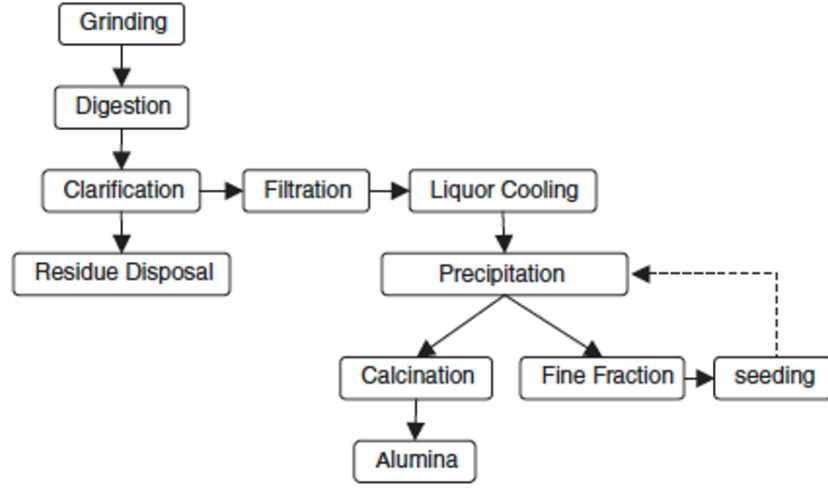 Grinding
Digestion
Clarification
Filtration
Liquor Cooling
Residue Disposal
Precipitation
Calcination
Fine Fraction
seeding
Alumina